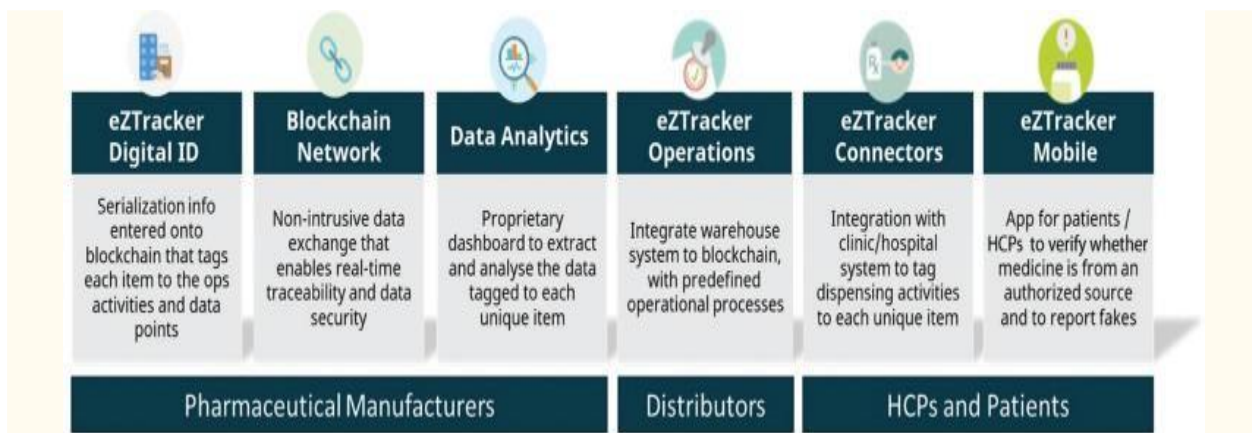 eZTracker
Digital ID
Serialization info
entered onto
blockchain that tags
each item to the ops
activities and data
points
Blockchain
Network
Non-intrusive data
exchange that
enables real-time
traceability and data
security
Data Analytics
Proprietary
dashboard to extract
and analyse the data
tagged to each
unique item
eZTracker
Operations
Integrate warehouse
system to blockchain,
with predefined
operational processes
eZTracker
Connectors
Integration with
clinic/hospital
system to tag
dispensing activities
to each unique item
eZTracker
Mobile
App for patients /
HCPs to verify whether
medicine is from an
authorized source
and to report fakes
Pharmaceutical Manufacturers
Distributors
HCPs and Patients